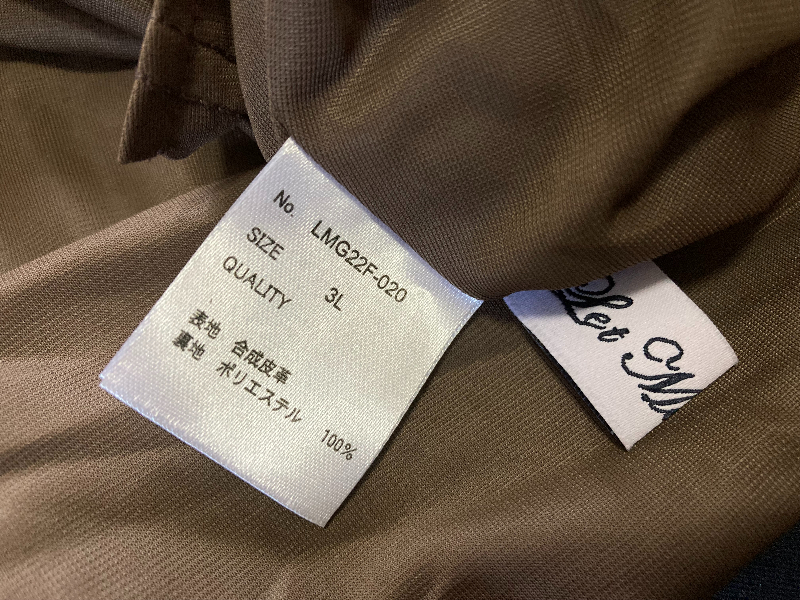 No. LMG22F-020
SIZE 3L
QUALITY
表地 合成皮革
裏地 ポリエステル 100%
Let